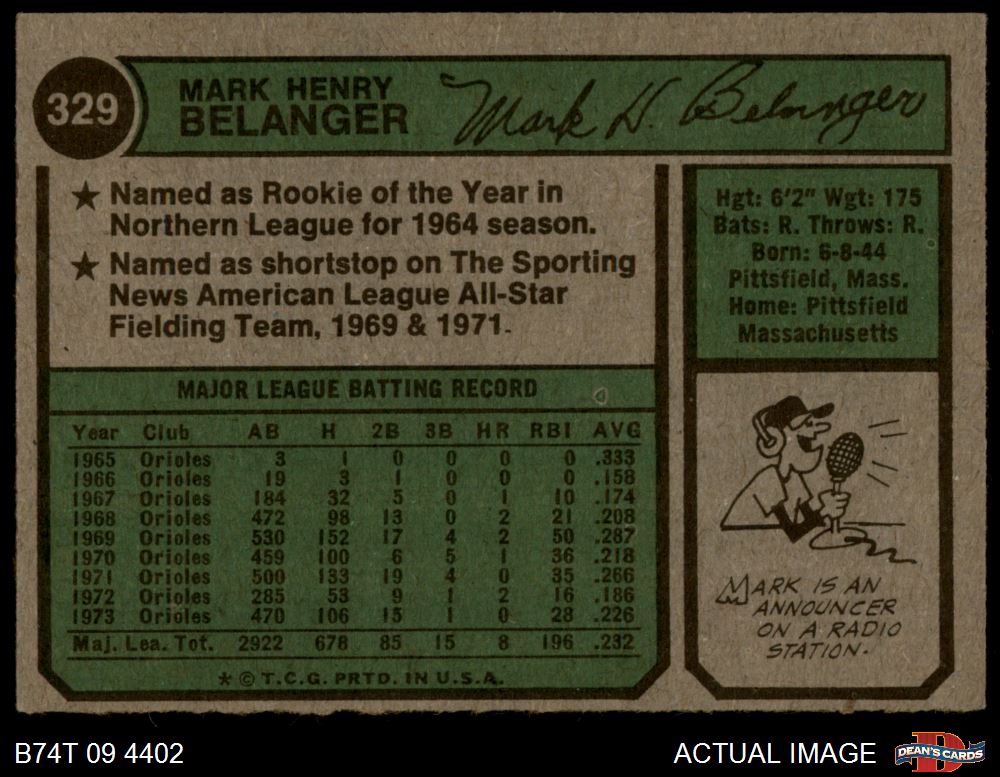 329
MARK HENRY
BELANGER
Mark H. Belanger
★ Named as Rookie of the Year in
Northern League for 1964 season.
★ Named as shortstop on The Sporting
News American League All-Star
Fielding Team, 1969 & 1971.
Hgt: 6'2" Wgt: 175
Bats: R. Throws: R.
Born: 6-8-44
Pittsfield, Mass.
Home: Pittsfield
Massachusetts
MAJOR LEAGUE BATTING RECORD
Year Club AB H 2B 3B HR RBI AVG
1965 Orioles 3 1 0 0 0 0 .333
1966 Orioles 19 3 1 0 0 0 .158
1967 Orioles 184 32 5 0 1 10 .174
1968 Orioles 472 98 13 0 2 21 .208
1969 Orioles 530 152 17 4 2 50 .287
1970 Orioles 459 100 6 5 1 36 .218
1971 Orioles 500 133 19 4 0 35 .266
1972 Orioles 285 53 9 1 2 16 .186
1973 Orioles 470 106 15 1 0 28 .226
Maj. Lea. Tot. 2922 678 85 15 8 196 .232
★ © T.C.G. PRTD. IN U.S.A.
MARK IS AN
ANNOUNCER
ON A RADIO
STATION.
B74T 09 4402
ACTUAL IMAGE
D
DEAN'S CARDS